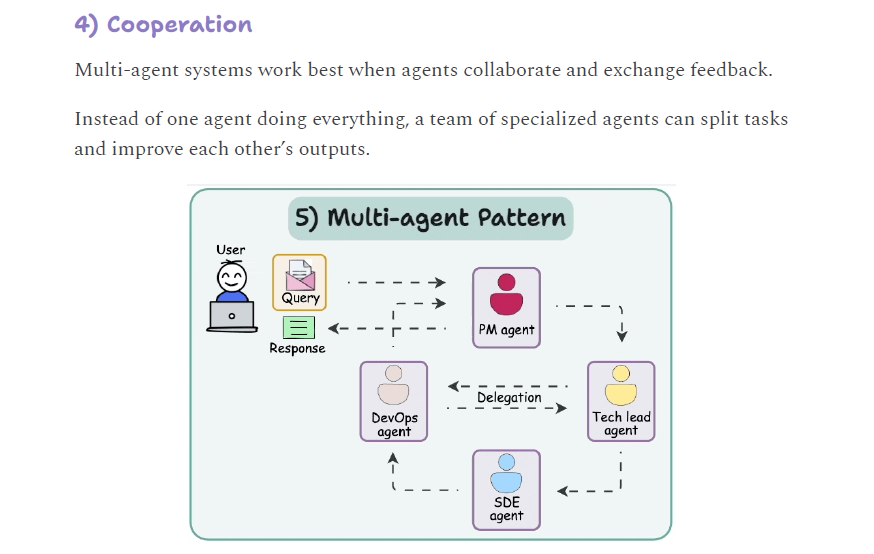 4) Cooperation
Multi-agent systems work best when agents collaborate and exchange feedback.
Instead of one agent doing everything, a team of specialized agents can split tasks
and improve each other’s outputs.
5) Multi-agent Pattern
User
Query
Response
PM agent
DevOps
agent
Delegation
Tech lead
agent
SDE
agent